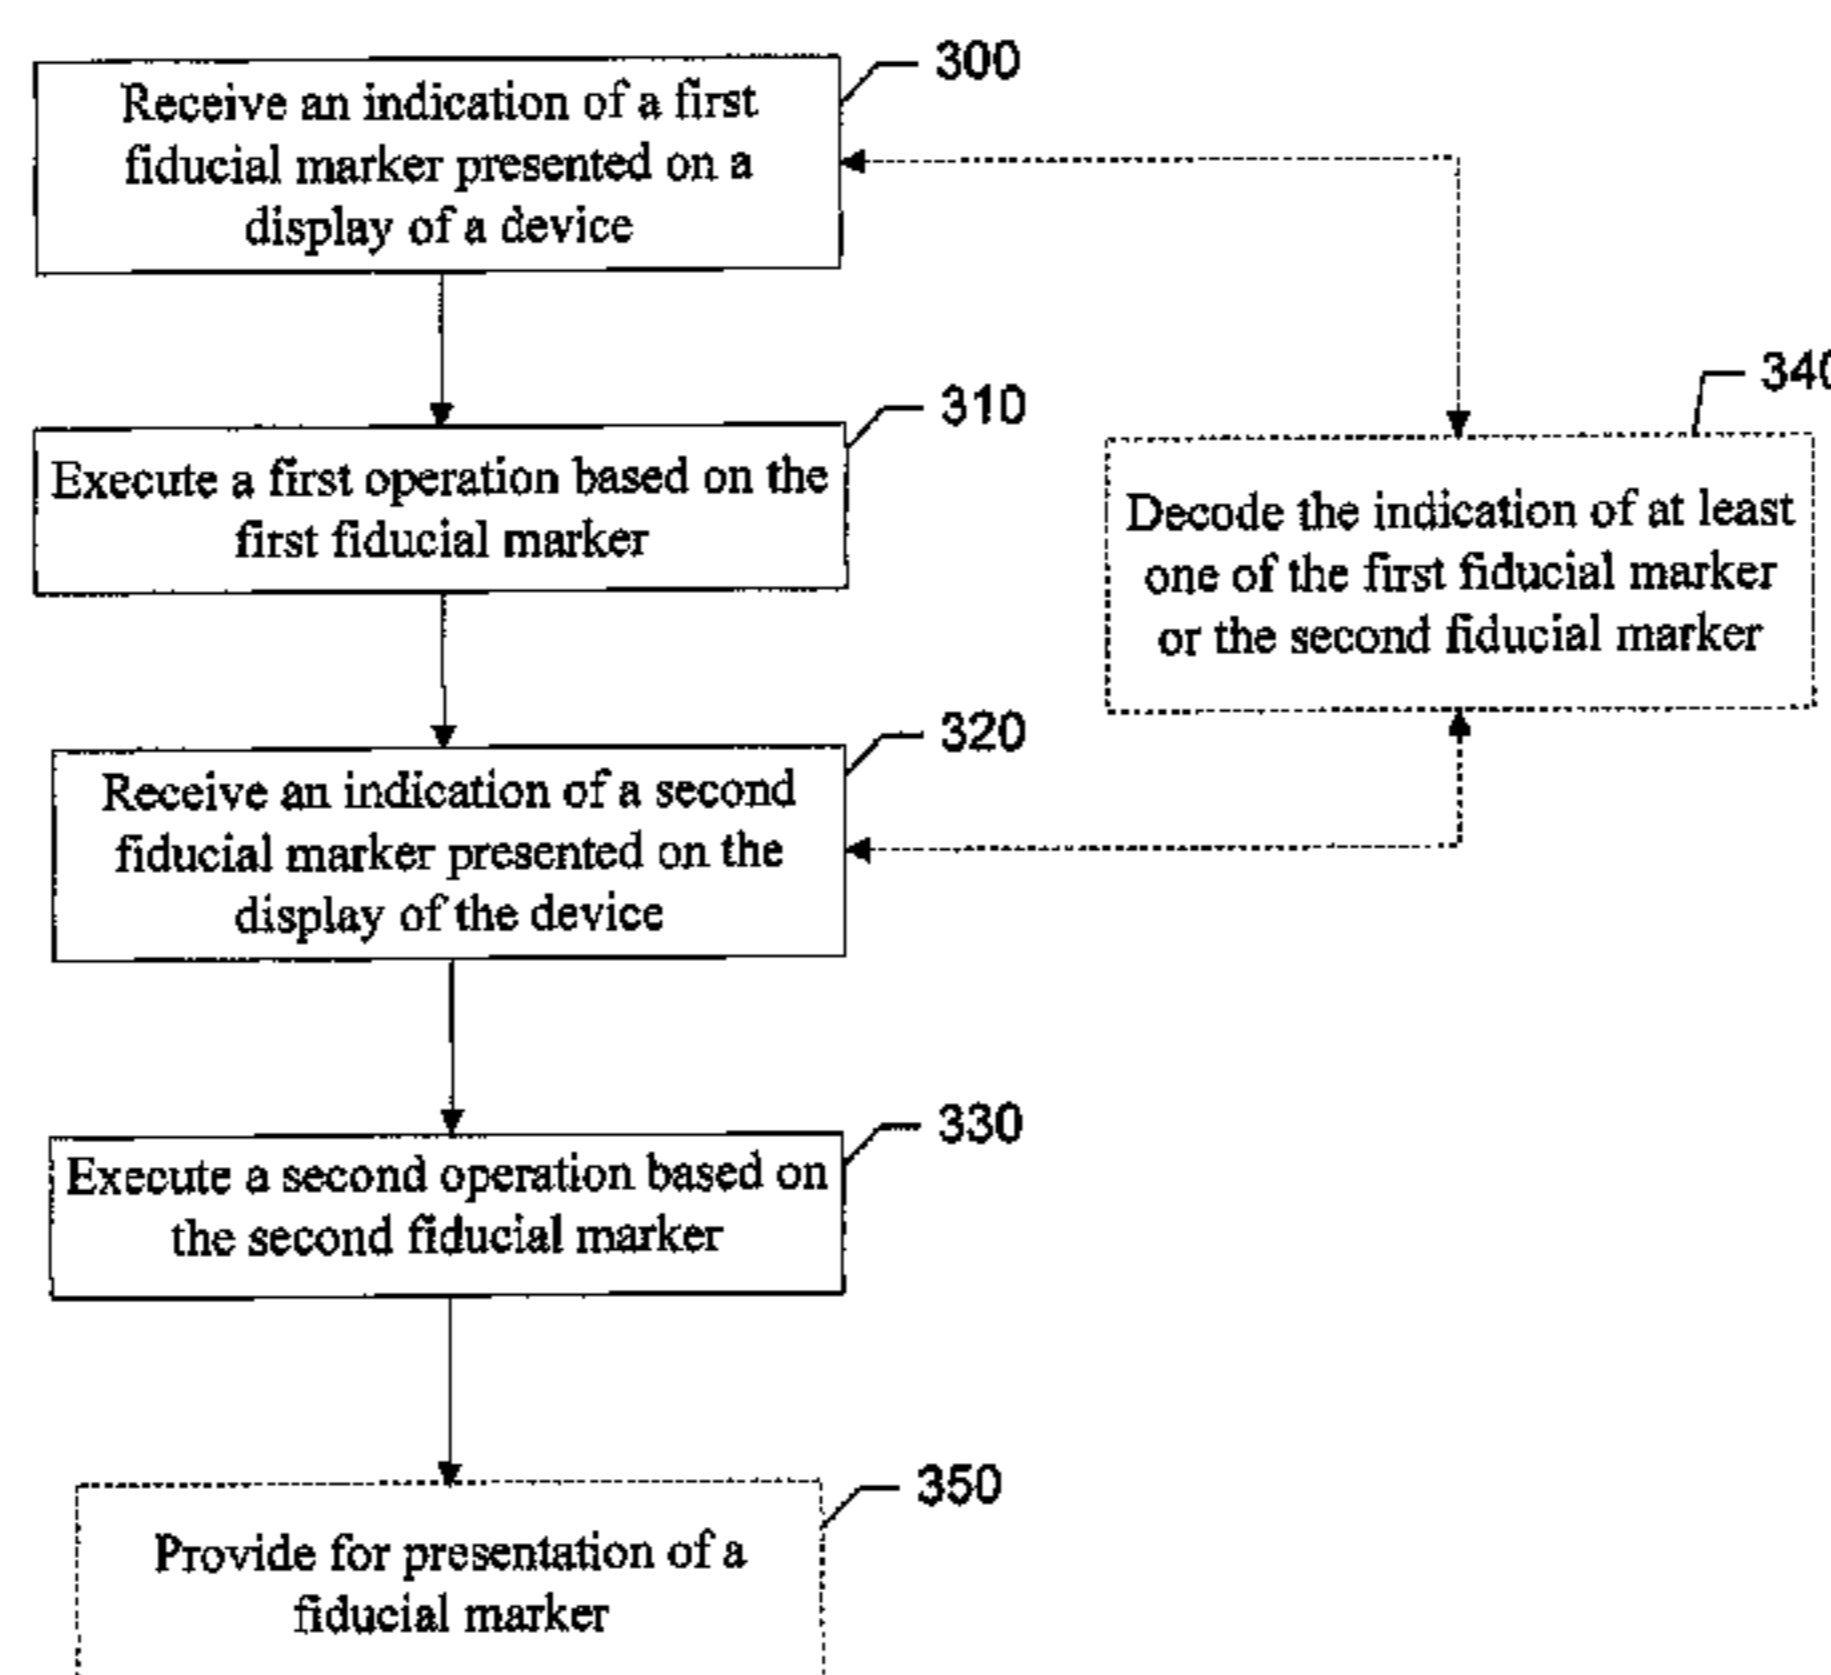 300
Receive an indication of a first
fiducial marker presented on a
display of a device
310
Execute a first operation based on the
first fiducial marker
340
Decode the indication of at least
one of the first fiducial marker
or the second fiducial marker
320
Receive an indication of a second
fiducial marker presented on the
display of the device
330
Execute a second operation based on
the second fiducial marker
350
Provide for presentation of a
fiducial marker